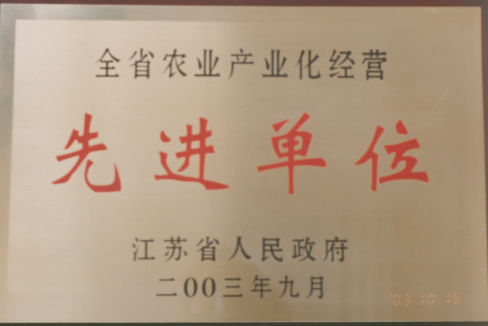 全省农业产业化经营
先进单位
江苏省人民政府
二00三年九月
'03 10 15